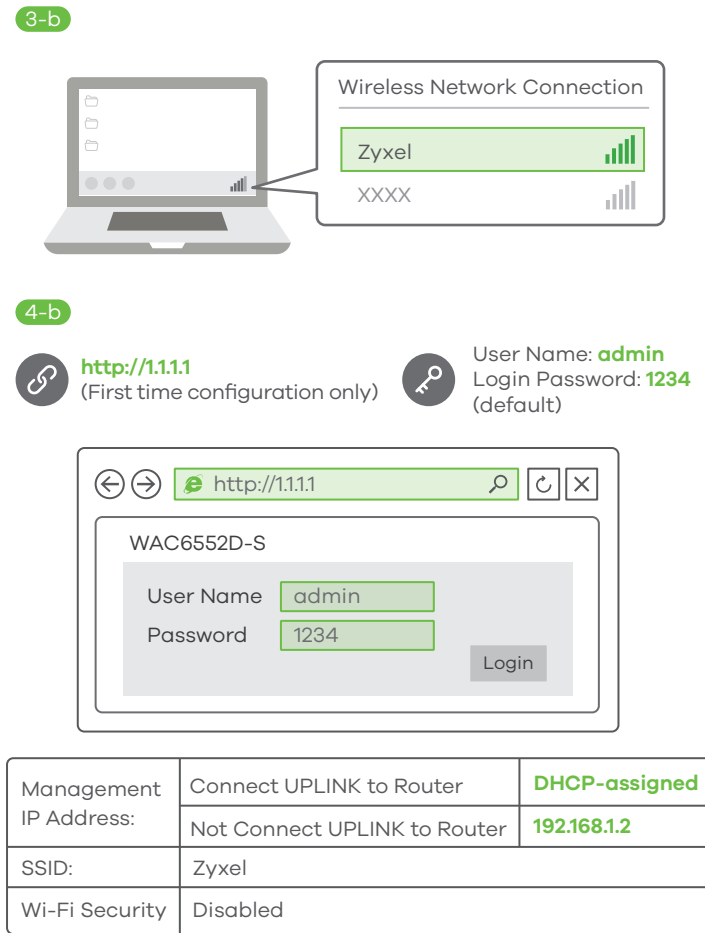 3-b
Wireless Network Connection
Zyxel
XXXX
4-b
http://1.1.1.1
(First time configuration only)
User Name: admin
Login Password: 1234
(default)
http://1.1.1.1
WAC6552D-S
User Name admin
Password 1234
Login
Management IP Address:
Connect UPLINK to Router DHCP-assigned
Not Connect UPLINK to Router 192.168.1.2
SSID: Zyxel
Wi-Fi Security Disabled